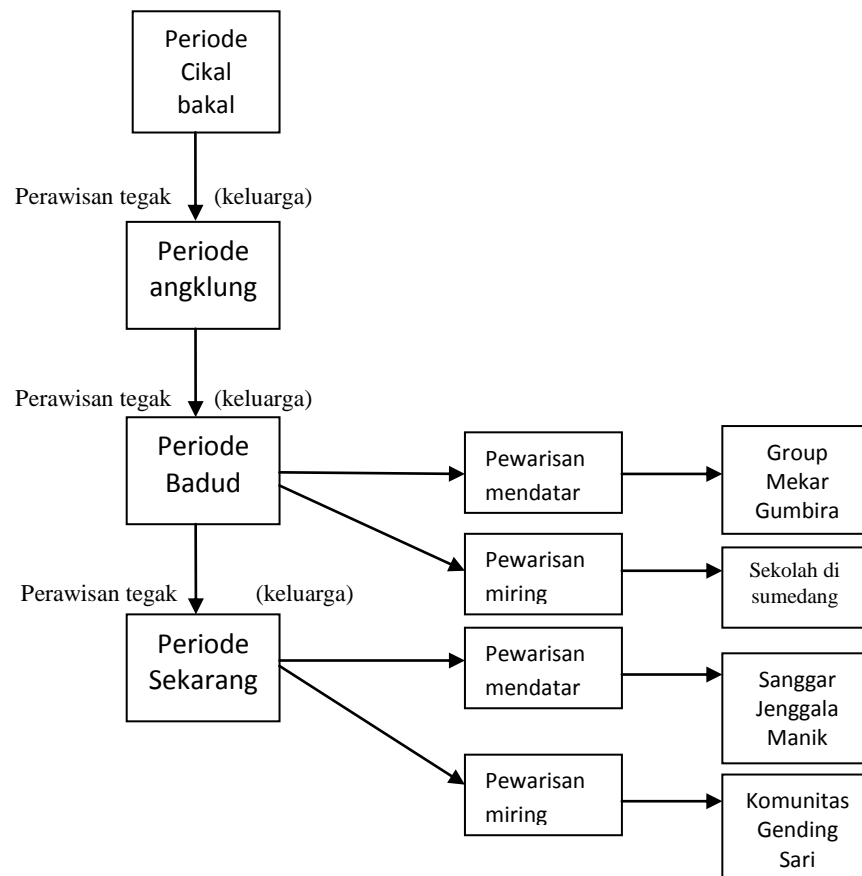 Periode
Cikal
bakal
Perawisan tegak (keluarga)
Periode
angklung
Perawisan tegak (keluarga)
Periode
Badud
Pewarisan
mendatar
Group
Mekar
Gumbira
Pewarisan
miring
Sekolah di
sumedang
Perawisan tegak (keluarga)
Periode
Sekarang
Pewarisan
mendatar
Sanggar
Jenggala
Manik
Pewarisan
miring
Komunitas
Gending
Sari